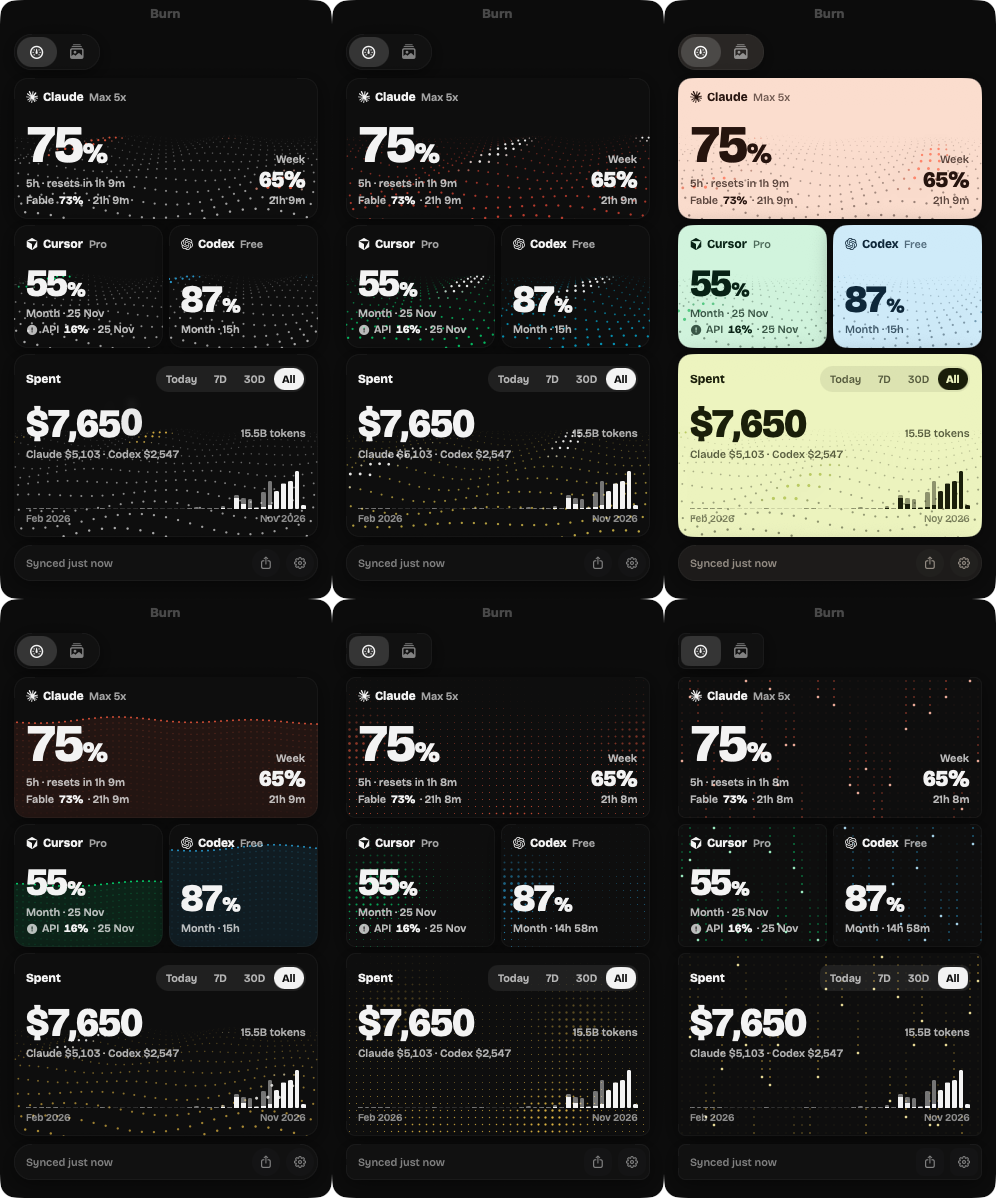 Burn
Claude Max 5x
75%
Week
5h · resets in 1h 9m
65%
Fable 73% · 21h 9m
21h 9m
Cursor Pro
Codex Free
55%
87%
Month · 25 Nov
! API 16% · 25 Nov
Month · 15h
Spent
Today 7D 30D All
$7,650
15.5B tokens
Claude $5,103 · Codex $2,547
Feb 2026
Nov 2026
Synced just now
Burn
Claude Max 5x
75%
Week
5h · resets in 1h 9m
65%
Fable 73% · 21h 9m
21h 9m
Cursor Pro
Codex Free
55%
87%
Month · 25 Nov
! API 16% · 25 Nov
Month · 15h
Spent
Today 7D 30D All
$7,650
15.5B tokens
Claude $5,103 · Codex $2,547
Feb 2026
Nov 2026
Synced just now
Burn
Claude Max 5x
75%
Week
5h · resets in 1h 9m
65%
Fable 73% · 21h 9m
21h 9m
Cursor Pro
Codex Free
55%
87%
Month · 25 Nov
! API 16% · 25 Nov
Month · 15h
Spent
Today 7D 30D All
$7,650
15.5B tokens
Claude $5,103 · Codex $2,547
Feb 2026
Nov 2026
Synced just now
Burn
Claude Max 5x
75%
Week
5h · resets in 1h 9m
65%
Fable 73% · 21h 9m
21h 9m
Cursor Pro
Codex Free
55%
87%
Month · 25 Nov
! API 16% · 25 Nov
Month · 15h
Spent
Today 7D 30D All
$7,650
15.5B tokens
Claude $5,103 · Codex $2,547
Feb 2026
Nov 2026
Synced just now
Burn
Claude Max 5x
75%
Week
5h · resets in 1h 8m
65%
Fable 73% · 21h 8m
21h 8m
Cursor Pro
Codex Free
55%
87%
Month · 25 Nov
! API 16% · 25 Nov
Month · 14h 58m
Spent
Today 7D 30D All
$7,650
15.5B tokens
Claude $5,103 · Codex $2,547
Feb 2026
Nov 2026
Synced just now
Burn
Claude Max 5x
75%
Week
5h · resets in 1h 8m
65%
Fable 73% · 21h 8m
21h 8m
Cursor Pro
Codex Free
55%
87%
Month · 25 Nov
! API 16% · 25 Nov
Month · 14h 58m
Spent
Today 7D 30D All
$7,650
15.5B tokens
Claude $5,103 · Codex $2,547
Feb 2026
Nov 2026
Synced just now